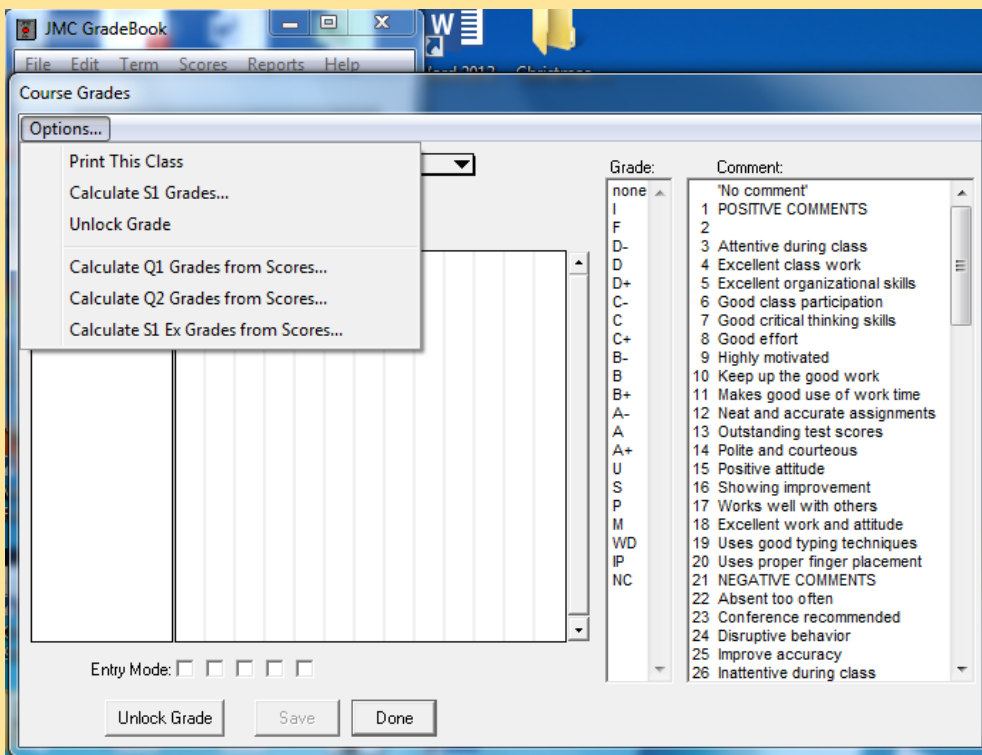 JMC GradeBook
W
File Edit Term Scores Reports Help
Word 2013 Christmas
Course Grades
Options...
Print This Class
Calculate S1 Grades...
Unlock Grade
Calculate Q1 Grades from Scores...
Calculate Q2 Grades from Scores...
Calculate S1 Ex Grades from Scores...
Grade: Comment:
none 'No comment'
I 1 POSITIVE COMMENTS
F 2
D- 3 Attentive during class
D 4 Excellent class work
D+ 5 Excellent organizational skills
C- 6 Good class participation
C 7 Good critical thinking skills
C+ 8 Good effort
B- 9 Highly motivated
B 10 Keep up the good work
B+ 11 Makes good use of work time
A- 12 Neat and accurate assignments
A 13 Outstanding test scores
A+ 14 Polite and courteous
U 15 Positive attitude
S 16 Showing improvement
P 17 Works well with others
M 18 Excellent work and attitude
WD 19 Uses good typing techniques
IP 20 Uses proper finger placement
NC 21 NEGATIVE COMMENTS
22 Absent too often
23 Conference recommended
24 Disruptive behavior
25 Improve accuracy
26 Inattentive during class
Entry Mode:
Unlock Grade Save Done